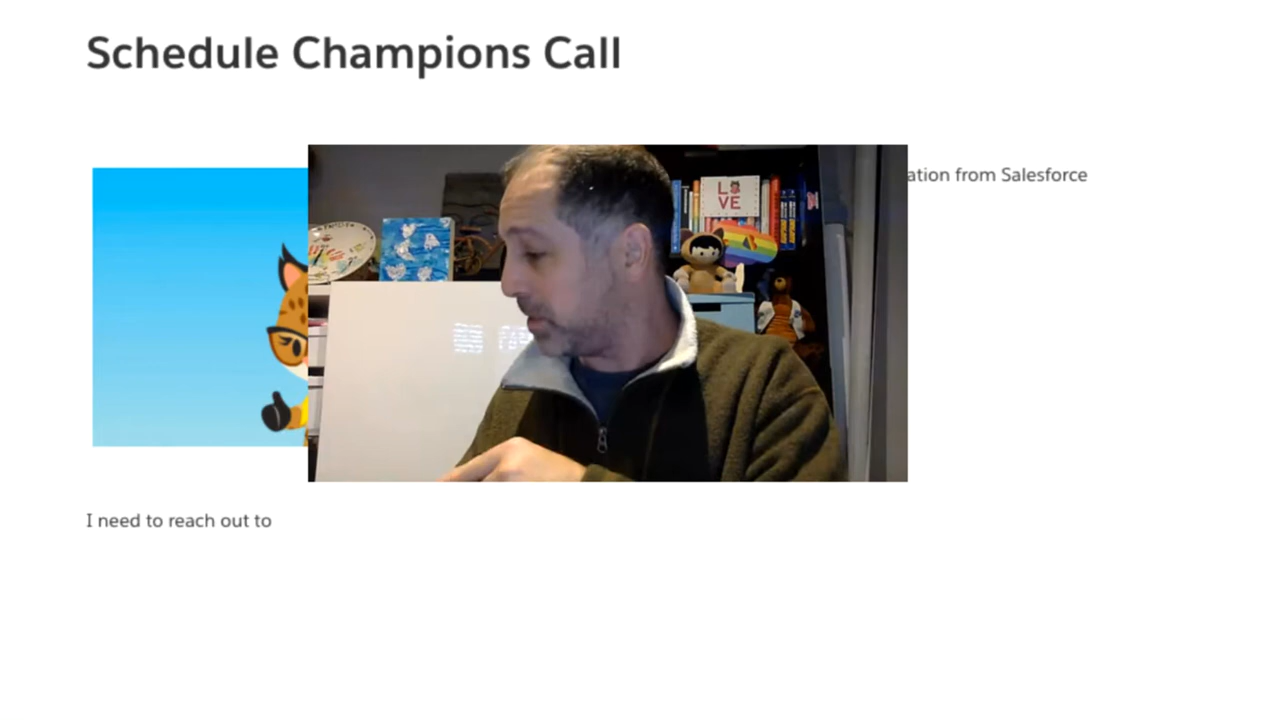 Schedule Champions Call
ation from Salesforce
LOVE
I need to reach out to